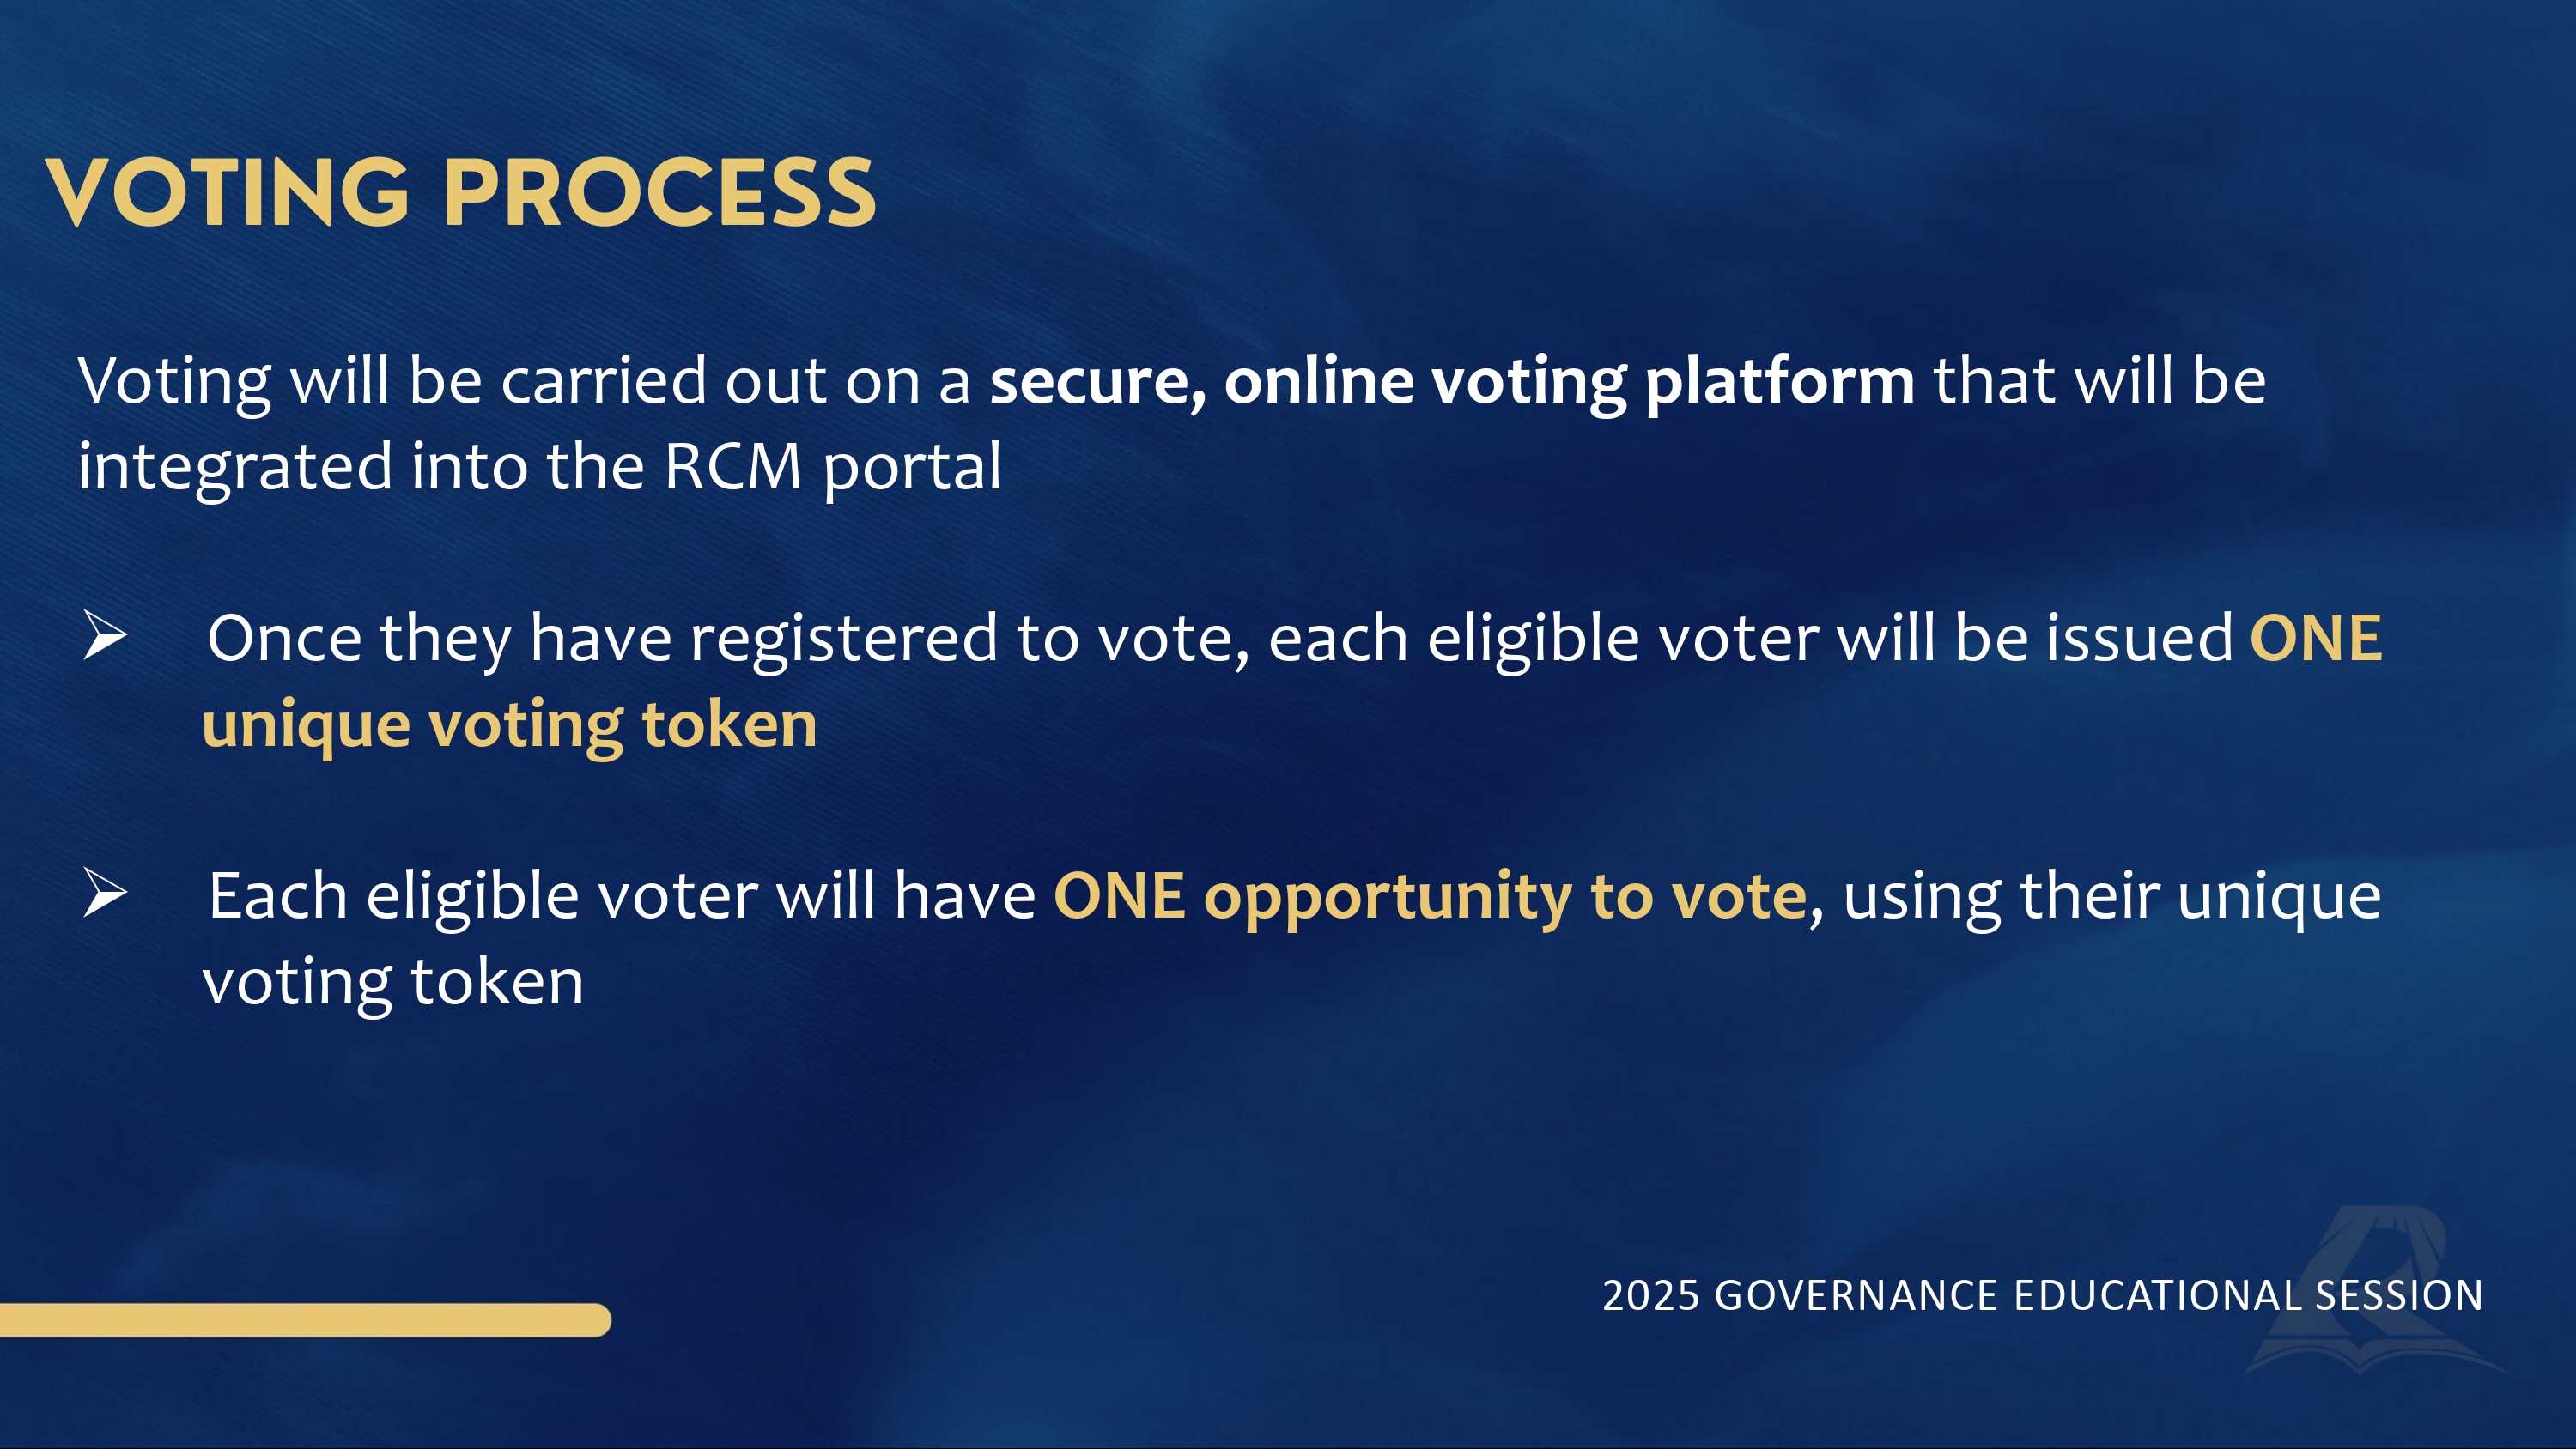 VOTING PROCESS
Voting will be carried out on a secure, online voting platform that will be
integrated into the RCM portal
➢ Once they have registered to vote, each eligible voter will be issued ONE
unique voting token
➢ Each eligible voter will have ONE opportunity to vote, using their unique
voting token
2025 GOVERNANCE EDUCATIONAL SESSION